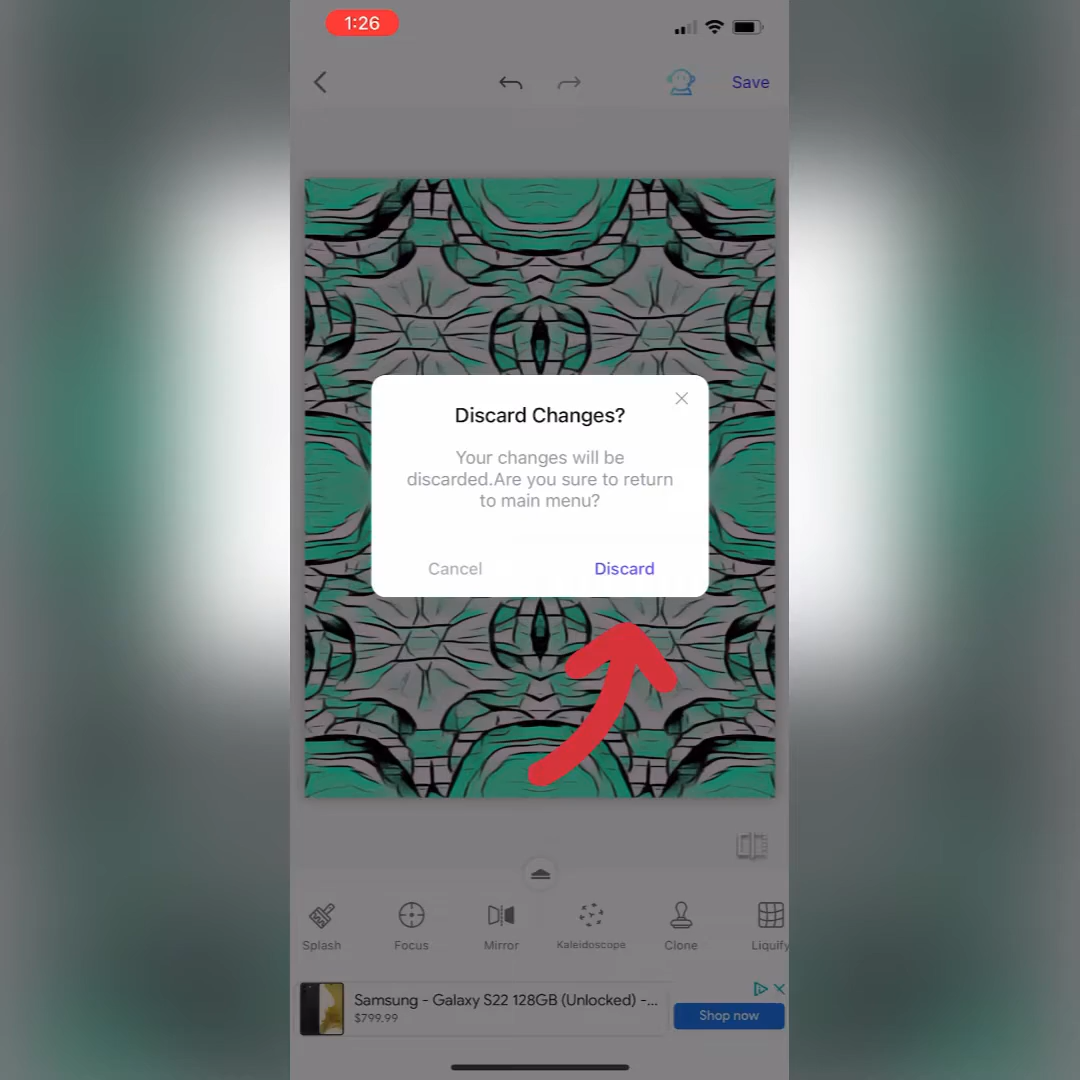 1:26
Save
Discard Changes?
Your changes will be
discarded.Are you sure to return
to main menu?
Cancel
Discard
Splash
Focus
Mirror
Kaleidoscope
Clone
Liquify
Samsung - Galaxy S22 128GB (Unlocked) -...
$799.99
Shop now